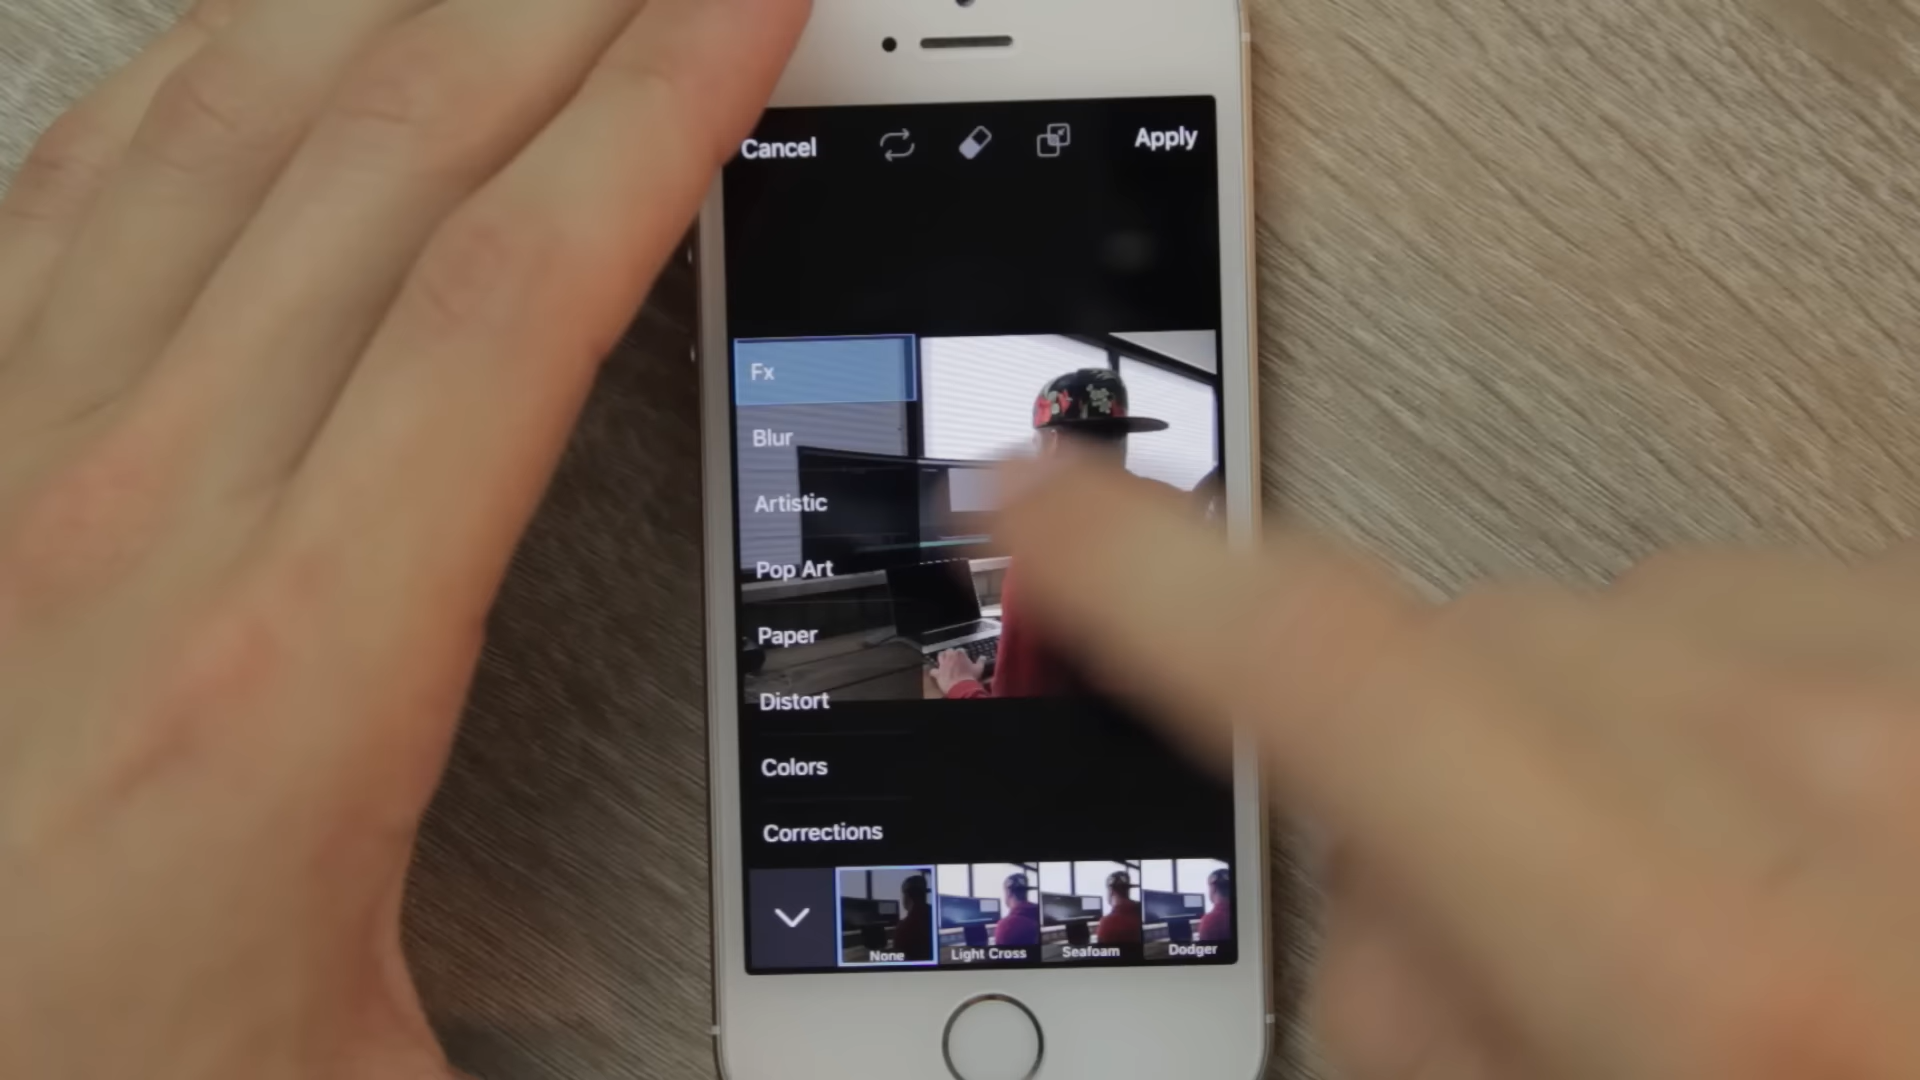 Cancel
Apply
Fx
Blur
Artistic
Pop Art
Paper
Distort
Colors
Corrections
None
Light Cross
Seafoam
Dodger